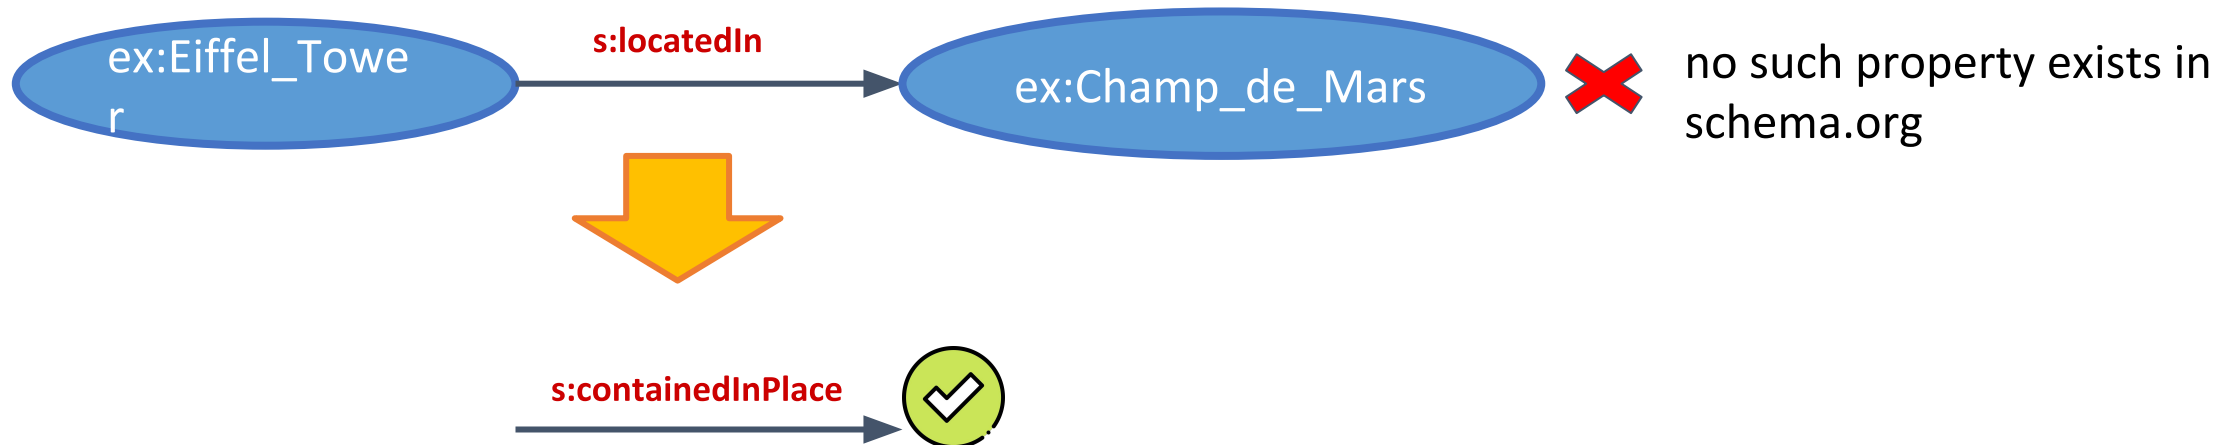 s:locatedIn
ex:Eiffel_Towe
r
ex:Champ_de_Mars
no such property exists in
schema.org
s:containedInPlace